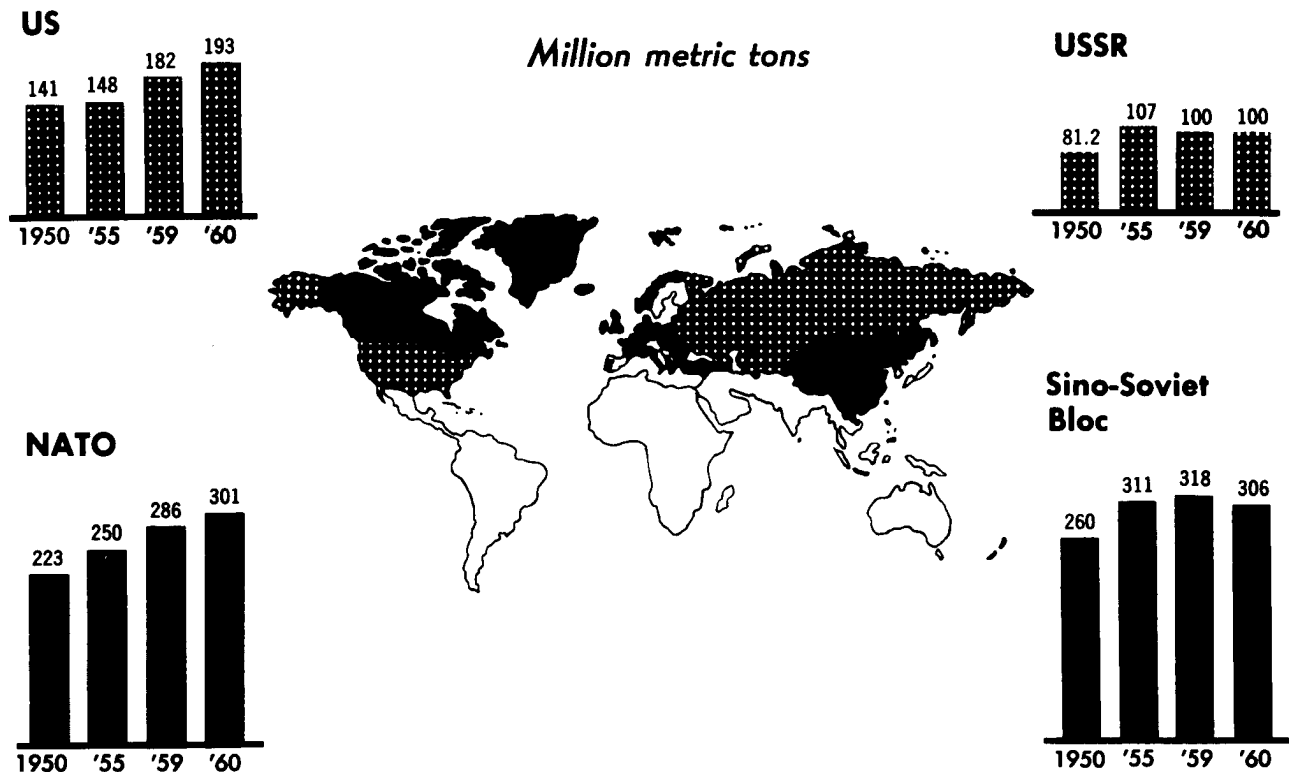 US
141 148 182 193
1950 '55 '59 '60
Million metric tons
USSR
81.2 107 100 100
1950 '55 '59 '60
NATO
223 250 286 301
1950 '55 '59 '60
Sino-Soviet
Bloc
260 311 318 306
1950 '55 '59 '60